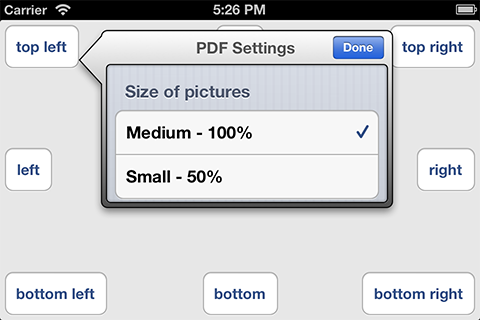 Carrier 5:26 PM
top left
PDF Settings
Done
top right
Size of pictures
Medium - 100%
Small - 50%
left
right
bottom left
bottom
bottom right